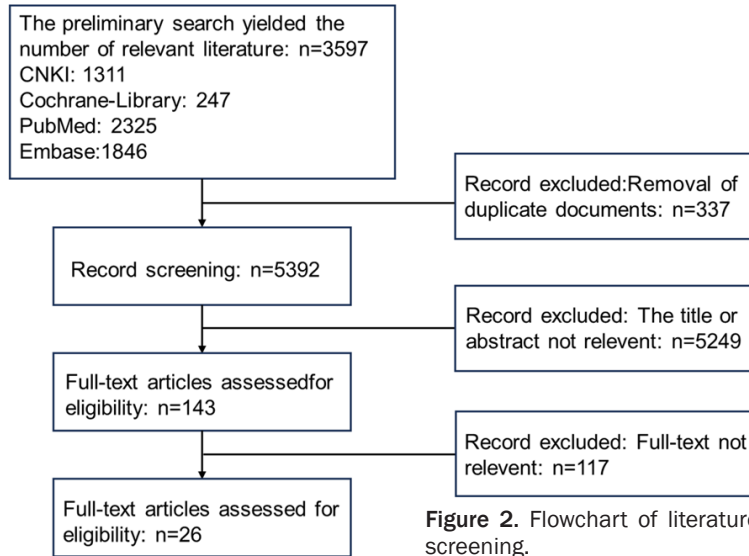 The preliminary search yielded the
number of relevant literature: n=3597
CNKI: 1311
Cochrane-Library: 247
PubMed: 2325
Embase:1846
Record excluded:Removal of
duplicate documents: n=337
Record screening: n=5392
Record excluded: The title or
abstract not relevent: n=5249
Full-text articles assessedfor
eligibility: n=143
Record excluded: Full-text not
relevent: n=117
Full-text articles assessed for
eligibility: n=26
Figure 2. Flowchart of literature
screening.